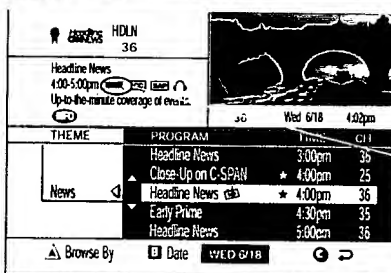 HDLN
36
Headline News
4:00-5:00pm
Up-to-the-minute coverage of events.
36 Wed 6/18 4:02pm
THEME PROGRAM TIME CH
Headline News 3:00pm 36
Close-Up on C-SPAN ★ 4:00pm 25
News Headline News ★ 4:00pm 36
Early Prime 4:30pm 35
Headline News 5:00pm 36
A Browse By B Date WED 6/18